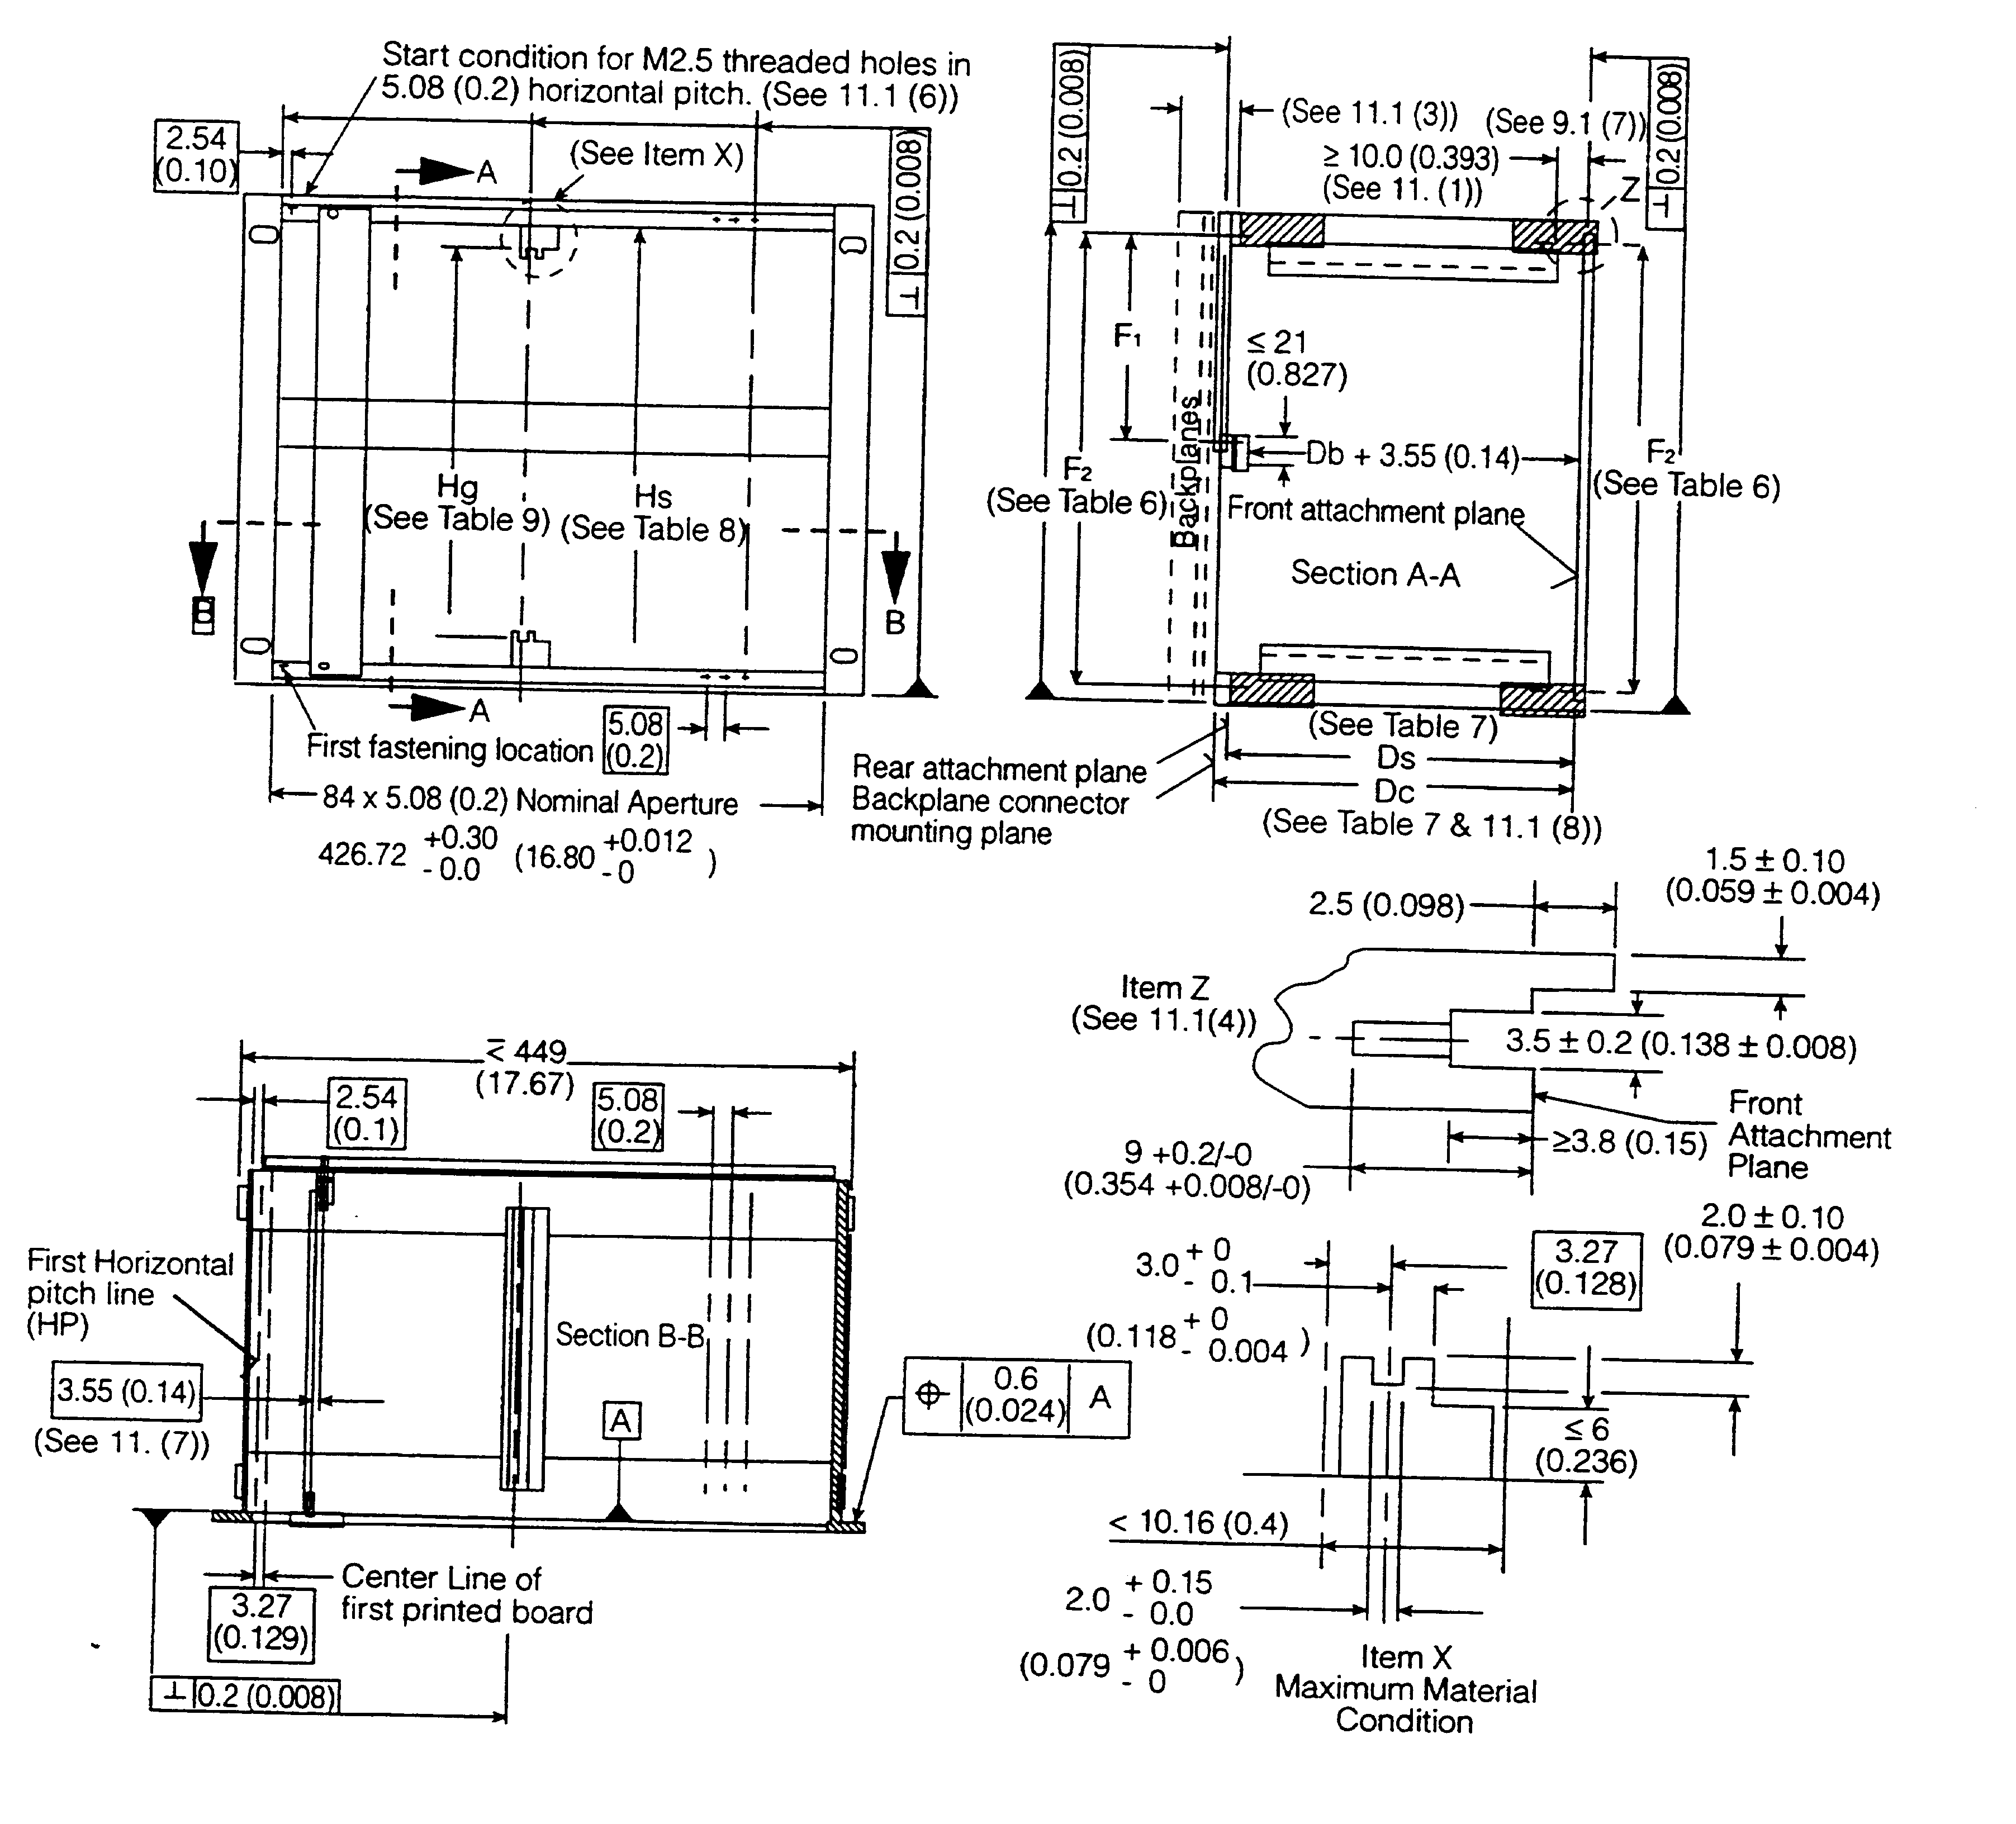 Start condition for M2.5 threaded holes in
5.08 (0.2) horizontal pitch. (See 11.1 (6))
2.54
(0.10)
A
(See Item X)
⊥ 0.2 (0.008)
Hg
(See Table 9)
Hs
(See Table 8)
B
B
A
First fastening location
5.08
(0.2)
84 x 5.08 (0.2) Nominal Aperture
426.72 +0.30 - 0.0 (16.80 +0.012 - 0 )
⊥ 0.2 (0.008)
(See 11.1 (3))
(See 9.1 (7))
≥ 10.0 (0.393)
(See 11. (1))
Z
⊥ 0.2 (0.008)
F1
≤ 21
(0.827)
Backplanes
Db + 3.55 (0.14)
F2
(See Table 6)
F2
(See Table 6)
Front attachment plane
Section A-A
(See Table 7)
Ds
Dc
(See Table 7 & 11.1 (8))
Rear attachment plane
Backplane connector
mounting plane
1.5 ± 0.10
(0.059 ± 0.004)
2.5 (0.098)
Item Z
(See 11.1(4))
3.5 ± 0.2 (0.138 ± 0.008)
Front
Attachment
Plane
≥3.8 (0.15)
9 +0.2/-0
(0.354 +0.008/-0)
≤ 449
(17.67)
2.54
(0.1)
5.08
(0.2)
First Horizontal
pitch line
(HP)
Section B-B
3.55 (0.14)
(See 11. (7))
A
⌖ 0.6 (0.024) A
Center Line of
first printed board
3.27
(0.129)
⊥ 0.2 (0.008)
3.0 + 0 - 0.1
(0.118 + 0 - 0.004 )
3.27
(0.128)
2.0 ± 0.10
(0.079 ± 0.004)
≤ 6
(0.236)
< 10.16 (0.4)
2.0 + 0.15 - 0.0
(0.079 + 0.006 - 0 )
Item X
Maximum Material
Condition